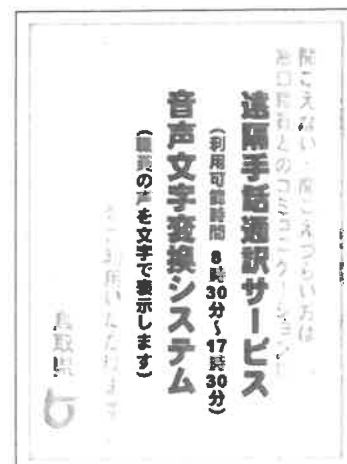 聞こえない・聞こえづらい方は
窓口職員とのコミュニケーションに
遠隔手話通訳サービス
(利用可能時間 8時30分~17時30分)
音声文字変換システム
(職員の声を文字で表示します)
をご利用いただけます
鳥取県